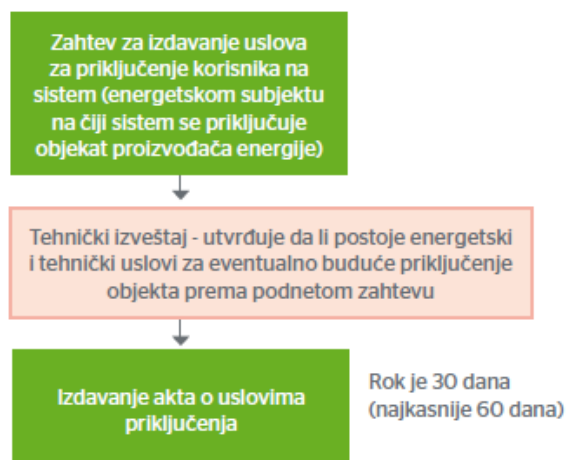 Zahtev za izdavanje uslova
za priključenje korisnika na
sistem (energetskom subjektu
na čiji sistem se priključuje
objekat proizvođača energije)
Tehnički izveštaj - utvrđuje da li postoje energetski
i tehnički uslovi za eventualno buduće priključenje
objekta prema podnetom zahtevu
Izdavanje akta o uslovima
priključenja
Rok je 30 dana
(najkasnije 60 dana)